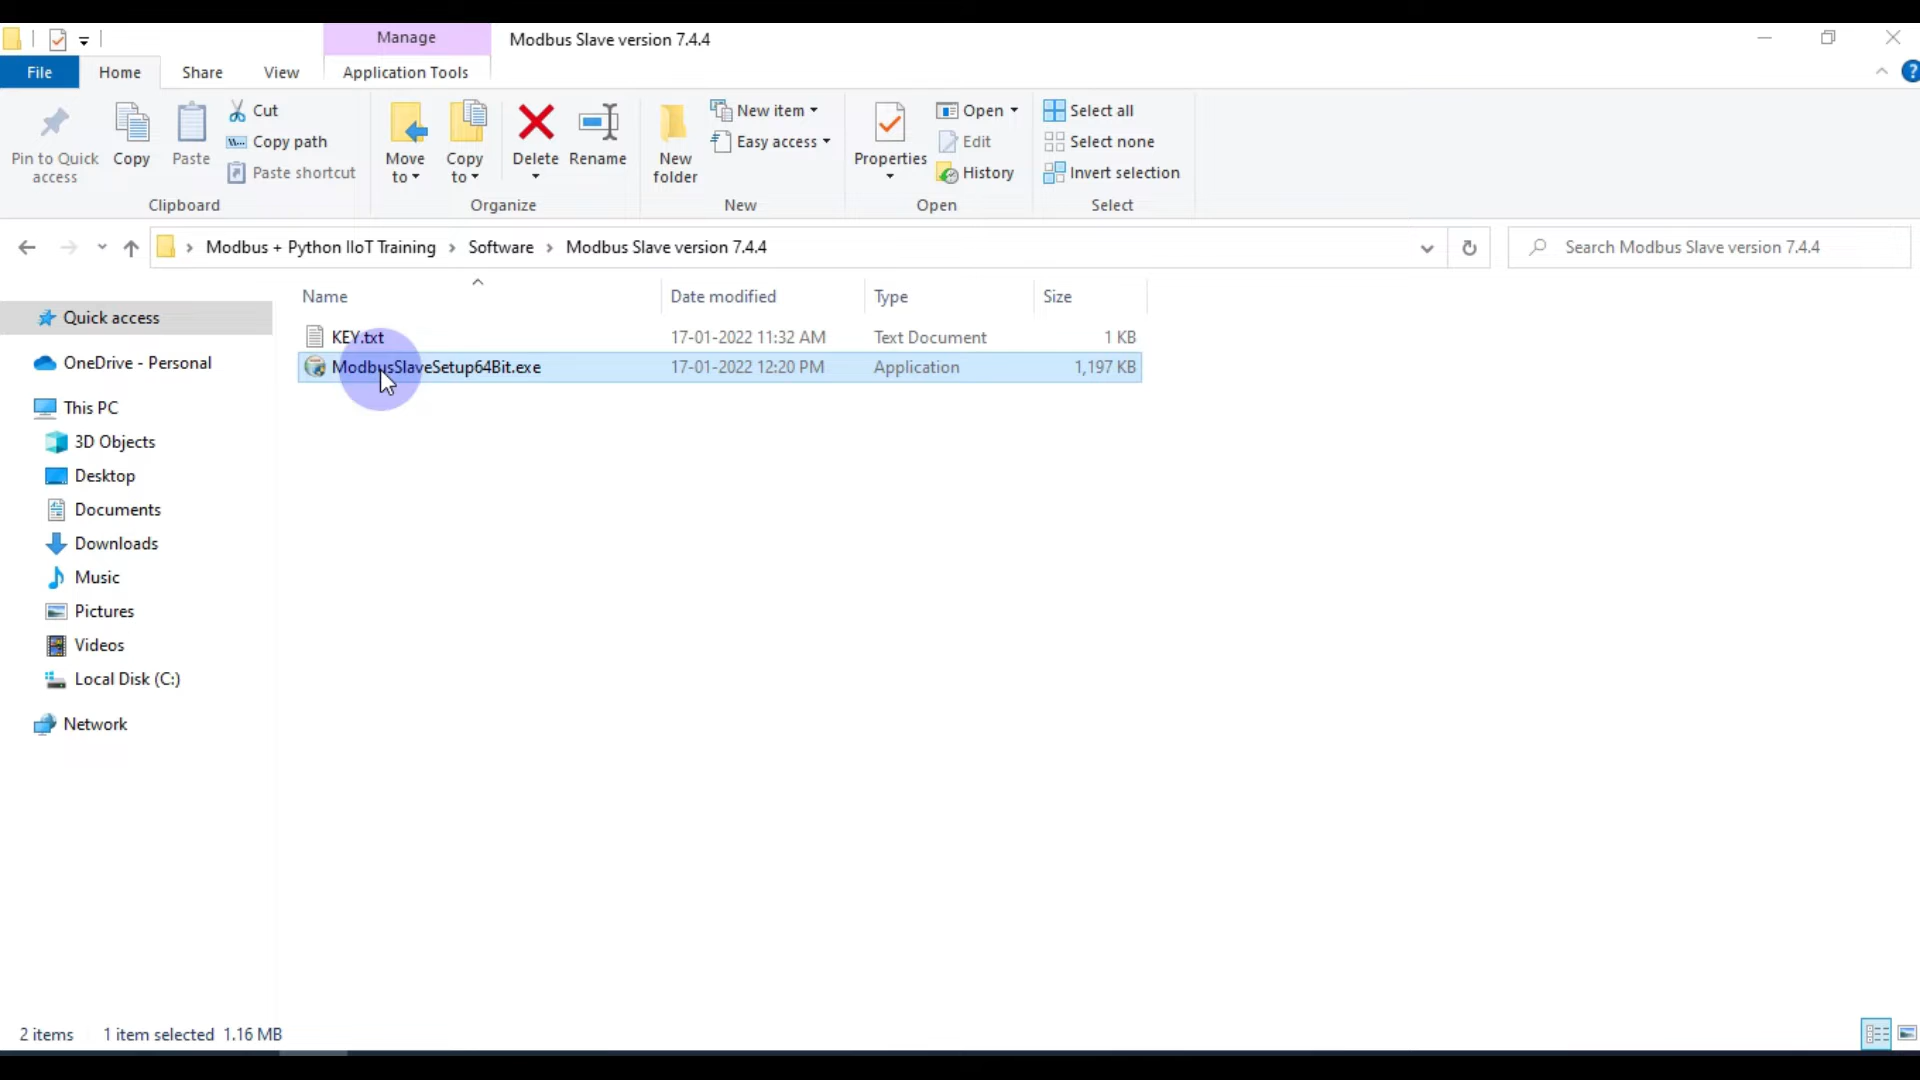 Manage
Modbus Slave version 7.4.4
File
Home
Share
View
Application Tools
Pin to Quick
access
Copy
Paste
Cut
Copy path
Paste shortcut
Clipboard
Move
to
Copy
to
Delete
Rename
Organize
New
folder
New item
Easy access
New
Properties
Open
Edit
History
Open
Select all
Select none
Invert selection
Select
Modbus + Python IIoT Training > Software > Modbus Slave version 7.4.4
Search Modbus Slave version 7.4.4
Name
Date modified
Type
Size
KEY.txt
17-01-2022 11:32 AM
Text Document
1 KB
ModbusSlaveSetup64Bit.exe
17-01-2022 12:20 PM
Application
1,197 KB
Quick access
OneDrive - Personal
This PC
3D Objects
Desktop
Documents
Downloads
Music
Pictures
Videos
Local Disk (C:)
Network
2 items
1 item selected 1.16 MB